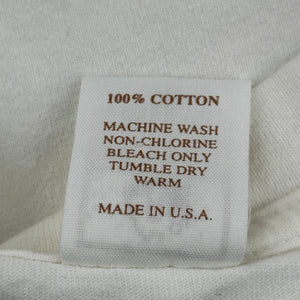 100% COTTON
MACHINE WASH
NON-CHLORINE
BLEACH ONLY
TUMBLE DRY
WARM
MADE IN U.S.A.